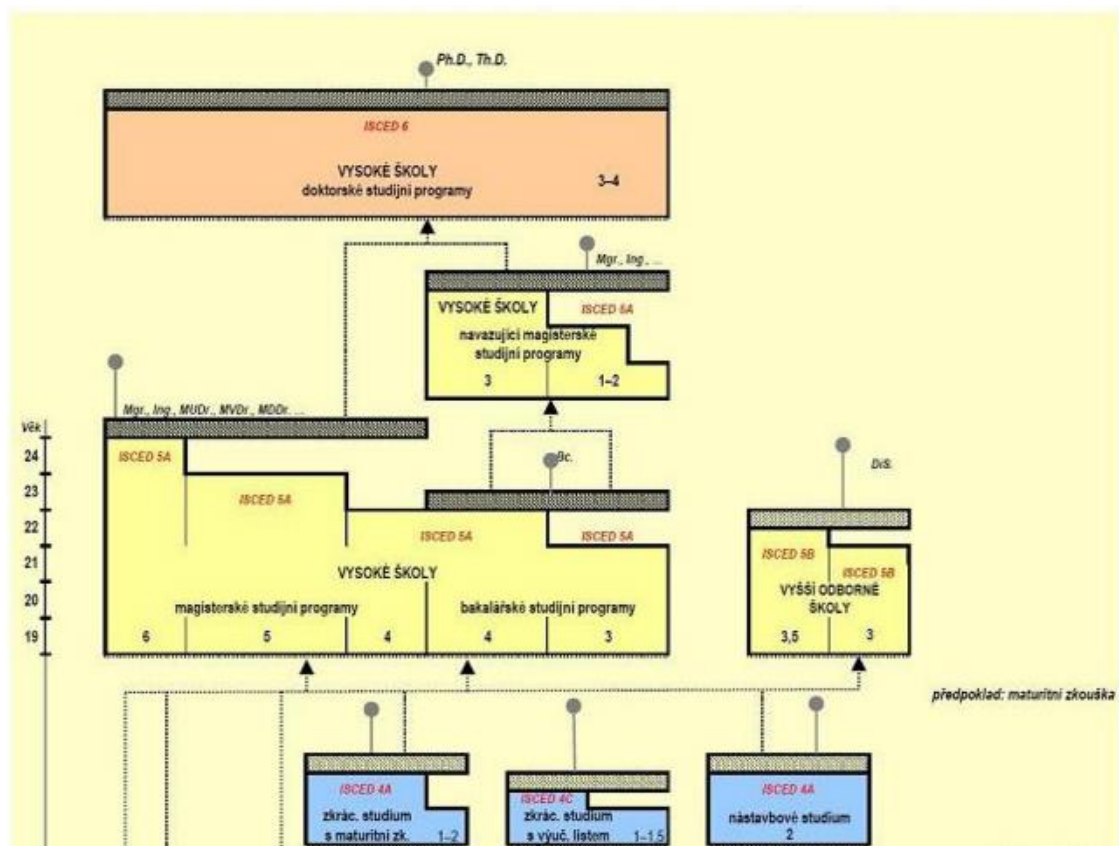 Ph.D., Th.D.
ISCED 6
VYSOKÉ ŠKOLY
doktorské studijní programy
3–4
Mgr., Ing., ...
VYSOKÉ ŠKOLY
ISCED 5A
navazující magisterské
studijní programy
3
1–2
Mgr., Ing., MUDr., MVDr., MDDr. ...
Věk
24
ISCED 5A
Bc.
DiS.
23
ISCED 5A
22
ISCED 5A
ISCED 5A
21
VYSOKÉ ŠKOLY
ISCED 5B
ISCED 5B
20
magisterské studijní programy
bakalářské studijní programy
VYŠŠÍ ODBORNÉ
ŠKOLY
19
6
5
4
4
3
3,5
3
předpoklad: maturitní zkouška
ISCED 4A
zkrác. studium
s maturitní zk.
1–2
ISCED 4C
zkrác. studium
s výuč. listem
1–1,5
ISCED 4A
nástavbové studium
2